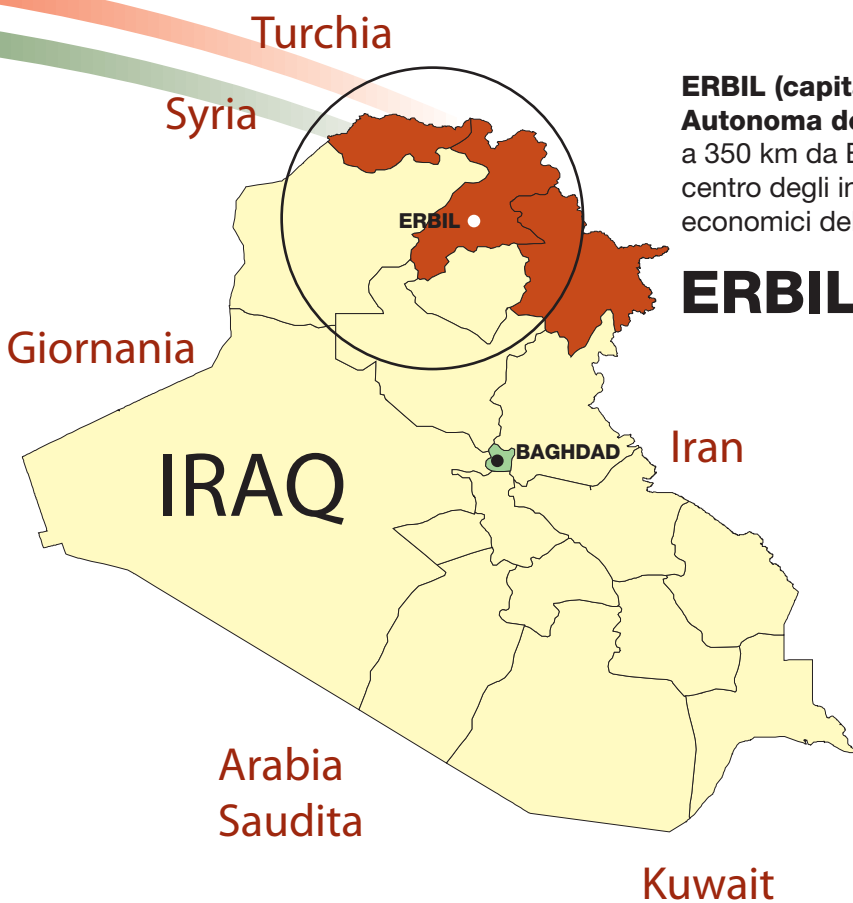 Turchia
Syria
ERBIL (capit
Autonoma de
a 350 km da
centro degli
economici de
ERBIL
ERBIL
Giornania
BAGHDAD
Iran
IRAQ
Arabia
Saudita
Kuwait